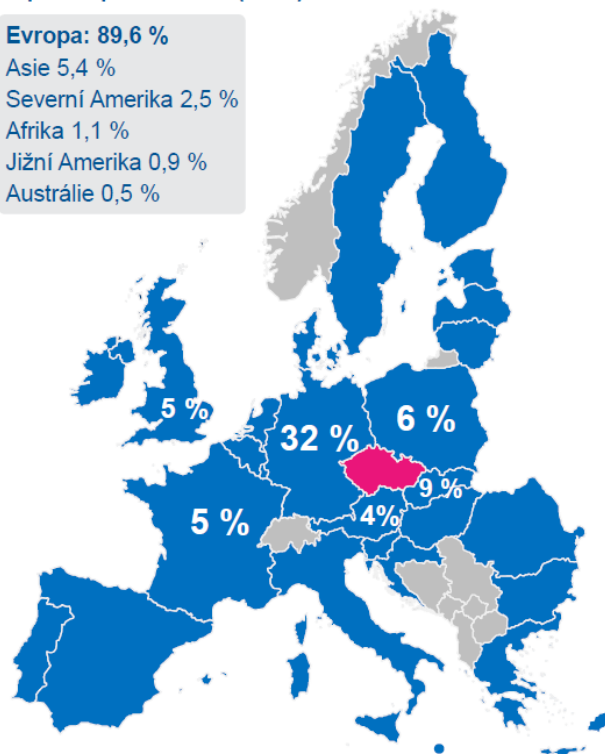 Evropa: 89,6 %
Asie 5,4 %
Severní Amerika 2,5 %
Afrika 1,1 %
Jižní Amerika 0,9 %
Austrálie 0,5 %
5 %
6 %
32 %
9 %
4%
5 %